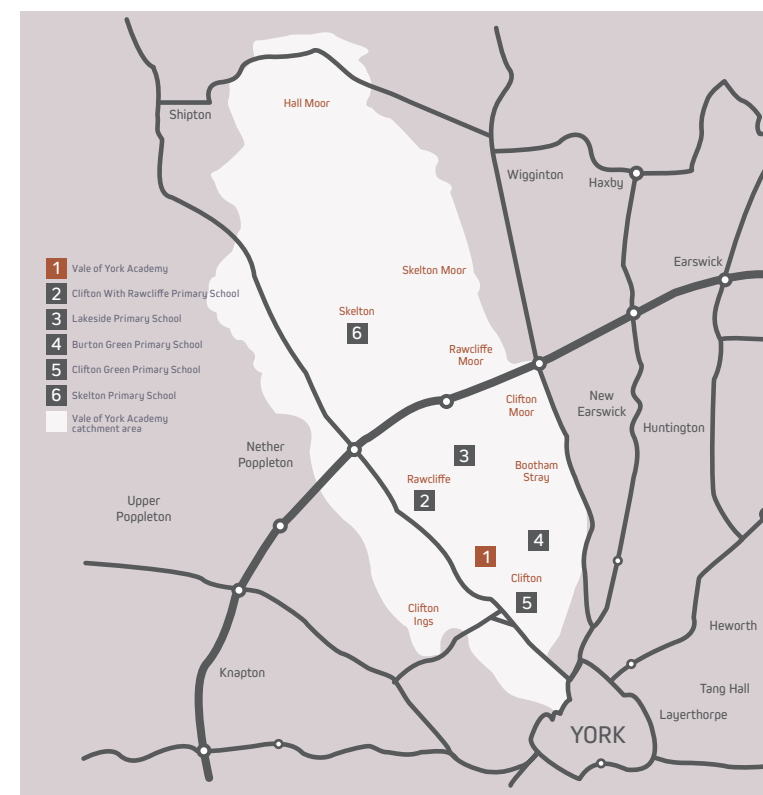 Hall Moor
Shipton
Wigginton
Haxby
Earswick
Skelton Moor
1 Vale of York Academy
2 Clifton With Rawcliffe Primary School
3 Lakeside Primary School
4 Burton Green Primary School
5 Clifton Green Primary School
6 Skelton Primary School
Vale of York Academy
catchment area
Skelton
6
Rawcliffe
Moor
Clifton
Moor
New
Earswick
Huntington
Nether
Poppleton
3
Bootham
Stray
Rawcliffe
2
Upper
Poppleton
4
1
Clifton
5
Clifton
Ings
Heworth
Knapton
Tang Hall
Layerthorpe
YORK